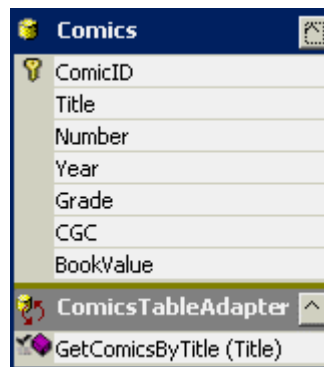 Comics
ComicID
Title
Number
Year
Grade
CGC
BookValue
ComicsTableAdapter
GetComicsByTitle (Title)